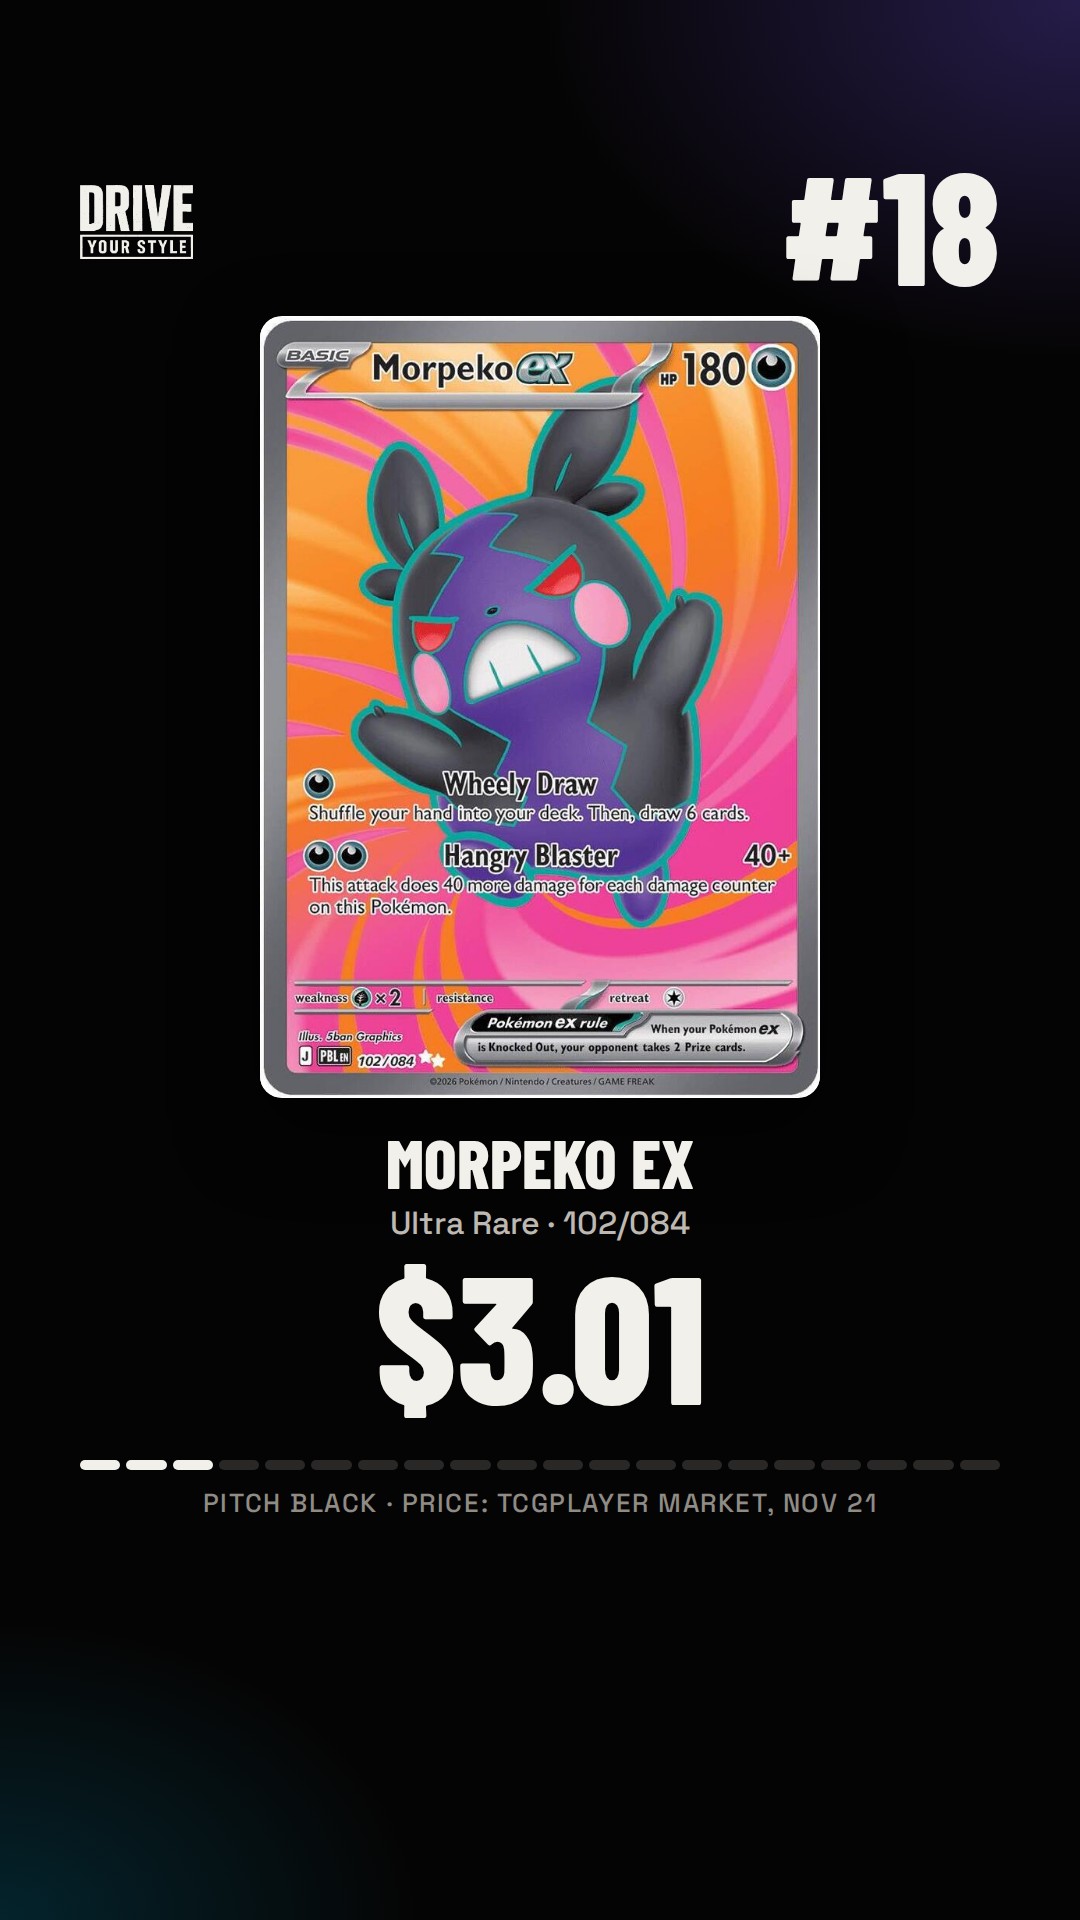 DRIVE
YOUR STYLE
#18
BASIC
Morpeko ex
HP 180
Wheely Draw
Shuffle your hand into your deck. Then, draw 6 cards.
Hangry Blaster 40+
This attack does 40 more damage for each damage counter
on this Pokémon.
weakness ×2 resistance retreat
Pokémon ex rule When your Pokémon ex
is Knocked Out, your opponent takes 2 Prize cards.
Illus. 5ban Graphics
J PBL EN 102/084
©2026 Pokémon / Nintendo / Creatures / GAME FREAK
MORPEKO EX
Ultra Rare · 102/084
$3.01
PITCH BLACK · PRICE: TCGPLAYER MARKET, NOV 21